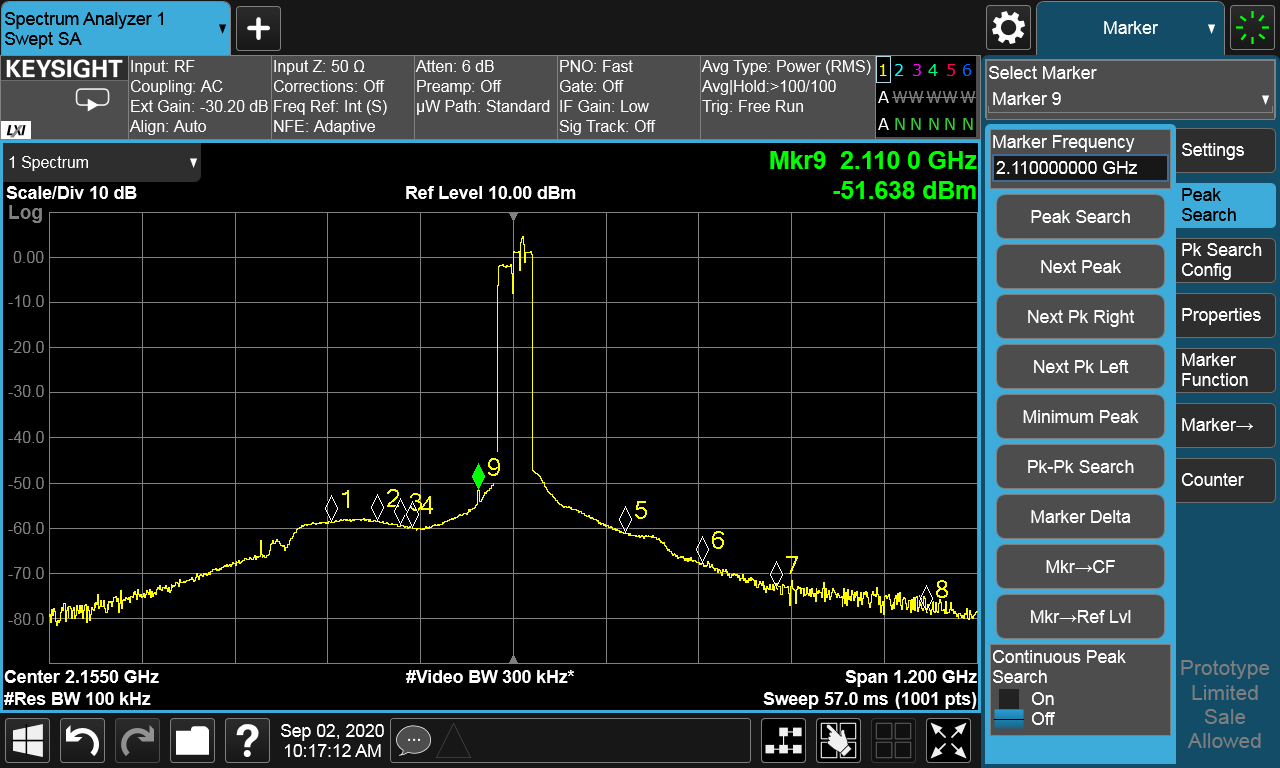 Spectrum Analyzer 1
Swept SA
Marker
KEYSIGHT
LXI
Input: RF
Coupling: AC
Ext Gain: -30.20 dB
Align: Auto
Input Z: 50 Ω
Corrections: Off
Freq Ref: Int (S)
NFE: Adaptive
Atten: 6 dB
Preamp: Off
µW Path: Standard
PNO: Fast
Gate: Off
IF Gain: Low
Sig Track: Off
Avg Type: Power (RMS)
Avg|Hold:>100/100
Trig: Free Run
1 2 3 4 5 6
A W W W W W
A N N N N N
Select Marker
Marker 9
1 Spectrum
Mkr9 2.110 0 GHz
-51.638 dBm
Scale/Div 10 dB
Ref Level 10.00 dBm
Log
0.00
-10.0
-20.0
-30.0
-40.0
-50.0
-60.0
-70.0
-80.0
1
2
3
4
9
5
6
7
8
Center 2.1550 GHz
#Video BW 300 kHz*
Span 1.200 GHz
#Res BW 100 kHz
Sweep 57.0 ms (1001 pts)
Marker Frequency
2.110000000 GHz
Peak Search
Next Peak
Next Pk Right
Next Pk Left
Minimum Peak
Pk-Pk Search
Marker Delta
Mkr→CF
Mkr→Ref Lvl
Continuous Peak
Search
On
Off
Settings
Peak
Search
Pk Search
Config
Properties
Marker
Function
Marker→
Counter
Prototype
Limited
Sale
Allowed
?
Sep 02, 2020
10:17:12 AM